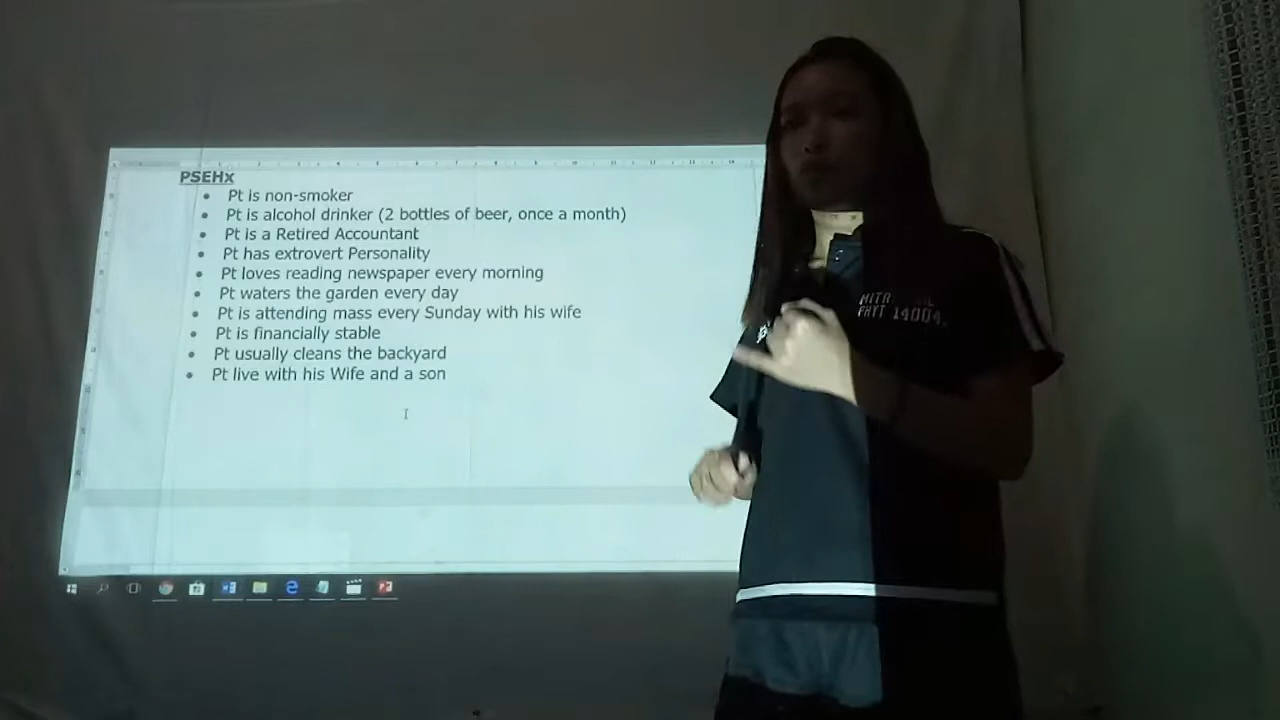 PSEHx
Pt is non-smoker
Pt is alcohol drinker (2 bottles of beer, once a month)
Pt is a Retired Accountant
Pt has extrovert Personality
Pt loves reading newspaper every morning
Pt waters the garden every day
Pt is attending mass every Sunday with his wife
Pt is financially stable
Pt usually cleans the backyard
Pt live with his Wife and a son
PHYT 14004